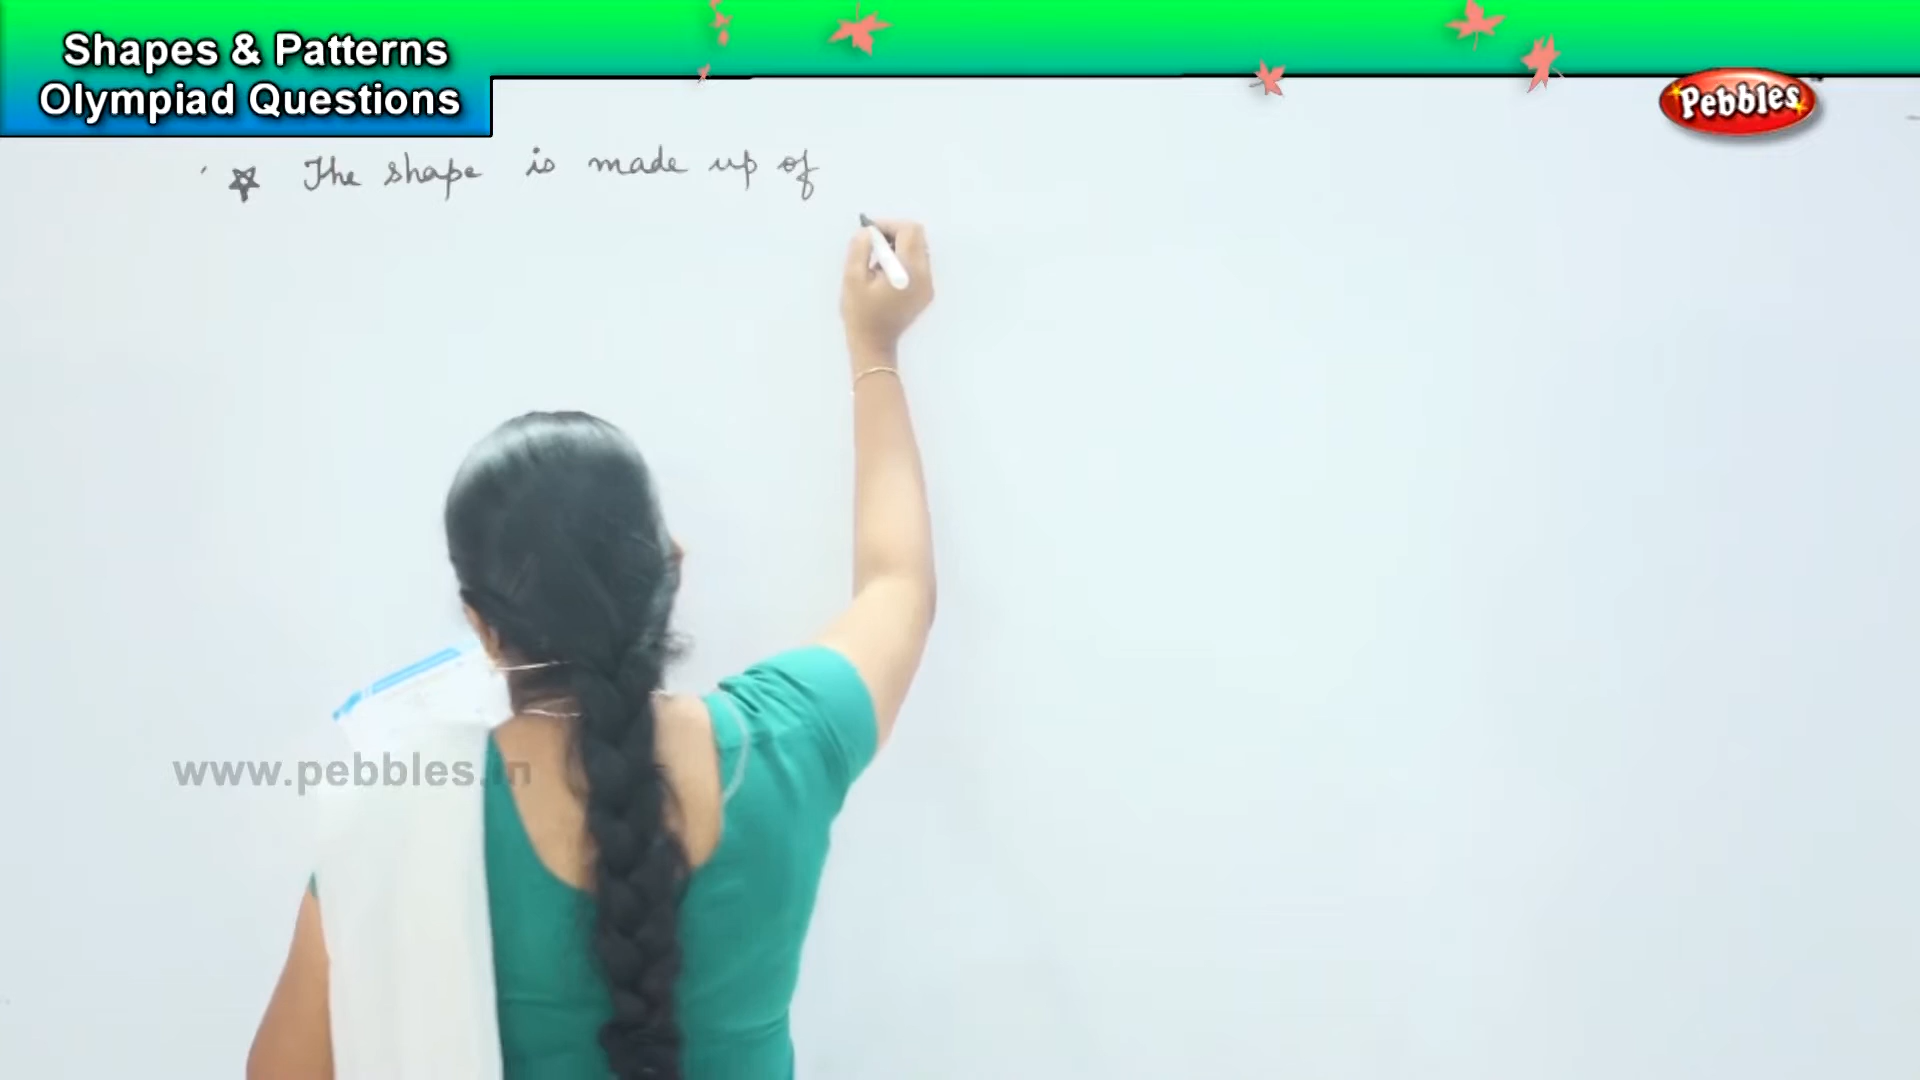 Shapes & Patterns
Olympiad Questions
Pebbles
The shape is made up of
www.pebbles.in